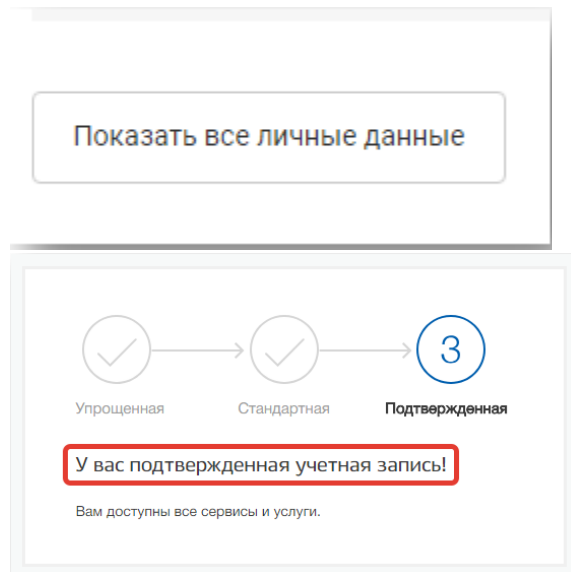 Показать все личные данные
3
Упрощенная
Стандартная
Подтвержденная
У вас подтвержденная учетная запись!
Вам доступны все сервисы и услуги.